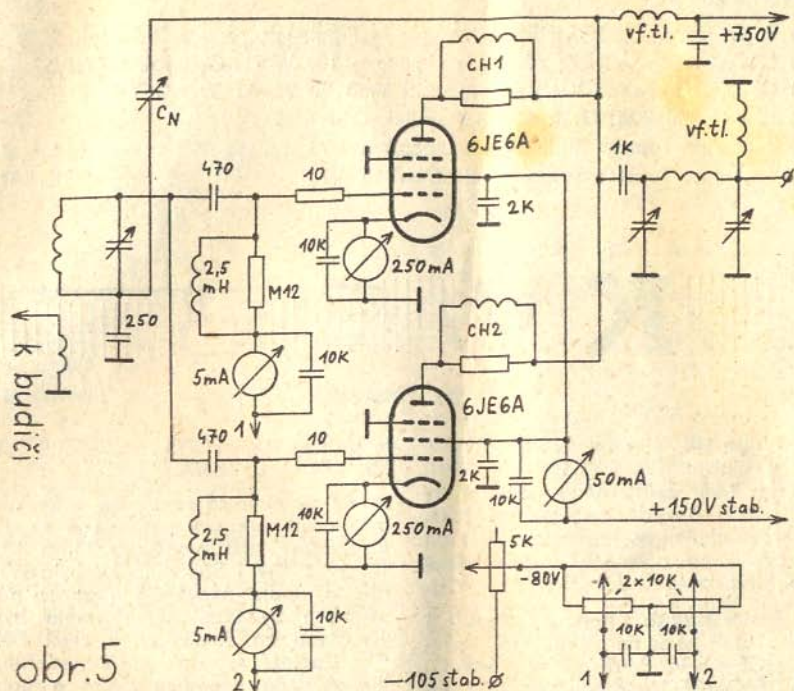 vf.tl.
+750V
CH1
C_N
6JE6A
vf.tl.
1K
470
10
2K
10K
2,5 mH
M12
250mA
250
CH2
k budiči
5mA
10K
6JE6A
1
470
10
2K
10K
50mA
10K
2,5 mH
M12
250mA
+150V stab.
5K
-80V
2x10K
5mA
10K
10K
10K
obr.5
2
-105 stab.
1
2